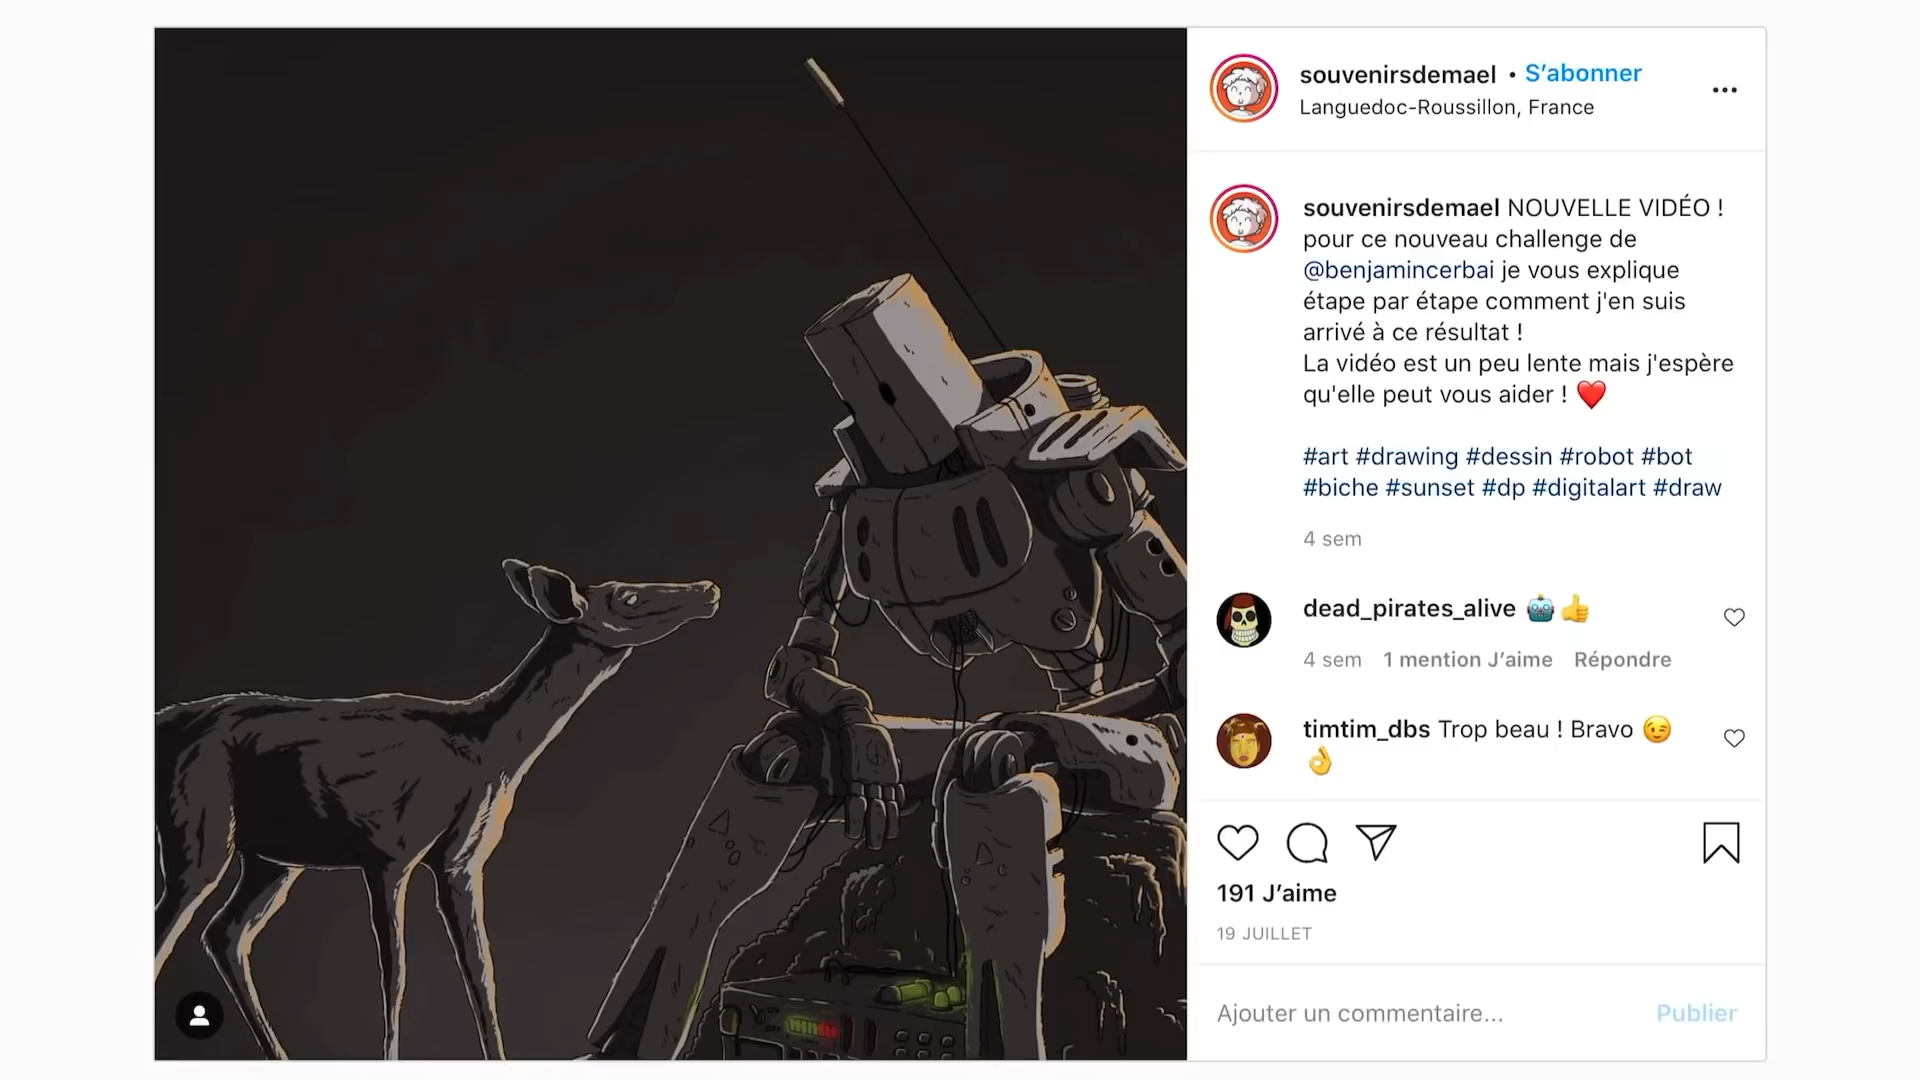 souvenirsdemael • S’abonner
Languedoc-Roussillon, France
souvenirsdemael NOUVELLE VIDÉO !
pour ce nouveau challenge de
@benjamincerbai je vous explique
étape par étape comment j'en suis
arrivé à ce résultat !
La vidéo est un peu lente mais j'espère
qu'elle peut vous aider ! ❤️
#art #drawing #dessin #robot #bot
#biche #sunset #dp #digitalart #draw
4 sem
dead_pirates_alive 🤖👍
4 sem 1 mention J’aime Répondre
timtim_dbs Trop beau ! Bravo 😉
👌
191 J’aime
19 JUILLET
Ajouter un commentaire... Publier
ON
OFF